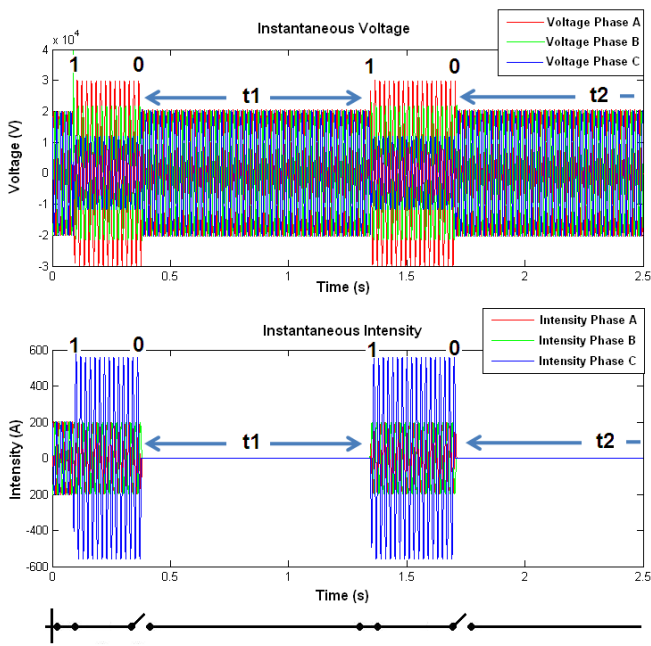 Instantaneous Voltage
Voltage Phase A
Voltage Phase B
Voltage Phase C
x 10^4
4
3
2
1
0
-1
-2
-3
Voltage (V)
1
0
t1
1
0
t2
0
0.5
1
1.5
2
2.5
Time (s)
Instantaneous Intensity
Intensity Phase A
Intensity Phase B
Intensity Phase C
600
400
200
0
200
-400
-600
Intensity (A)
1
0
t1
1
0
t2
0
0.5
1
1.5
2
2.5
Time (s)